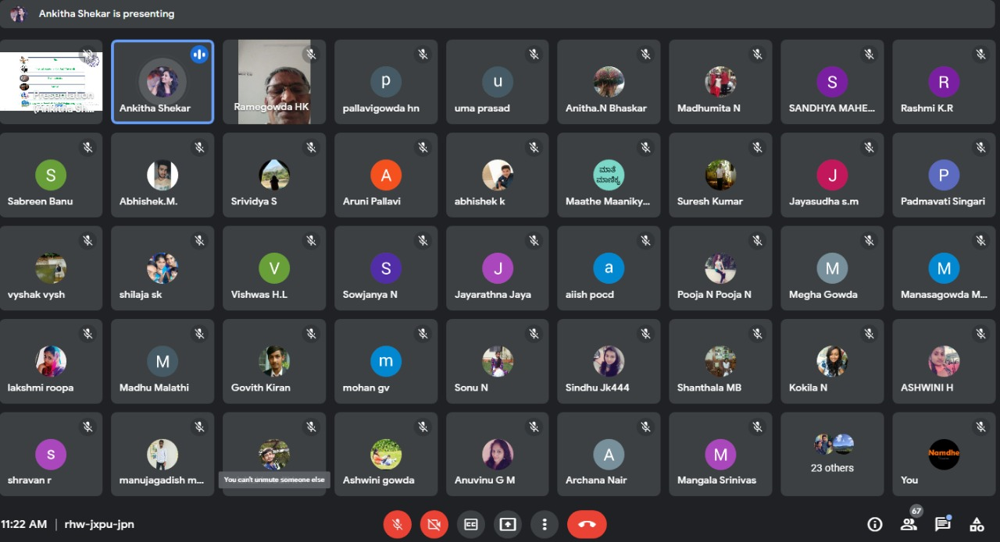 Ankitha Shekar is presenting
Presentation
(Ankitha Sh...
Ankitha Shekar
Ramegowda HK
p
pallavigowda hn
u
uma prasad
Anitha.N Bhaskar
Madhumita N
S
SANDHYA MAHE...
R
Rashmi K.R
S
Sabreen Banu
Abhishek.M.
Srividya S
A
Aruni Pallavi
abhishek k
ಮಾತೆ
ಮಾಣಿಕ್ಯ
Maathe Maaniky...
Suresh Kumar
J
Jayasudha s.m
P
Padmavati Singari
vyshak vysh
shilaja sk
V
Vishwas H.L
S
Sowjanya N
J
Jayarathna Jaya
a
aiish pocd
Pooja N Pooja N
M
Megha Gowda
M
Manasagowda M...
lakshmi roopa
M
Madhu Malathi
Govith Kiran
m
mohan gv
Sonu N
Sindhu Jk444
Shanthala MB
Kokila N
ASHWINI H
s
shravan r
manujagadish m...
You can't unmute someone else
Ashwini gowda
Anuvinu G M
A
Archana Nair
M
Mangala Srinivas
23 others
Namdhe
You
11:22 AM | rhw-jxpu-jpn
CC
67